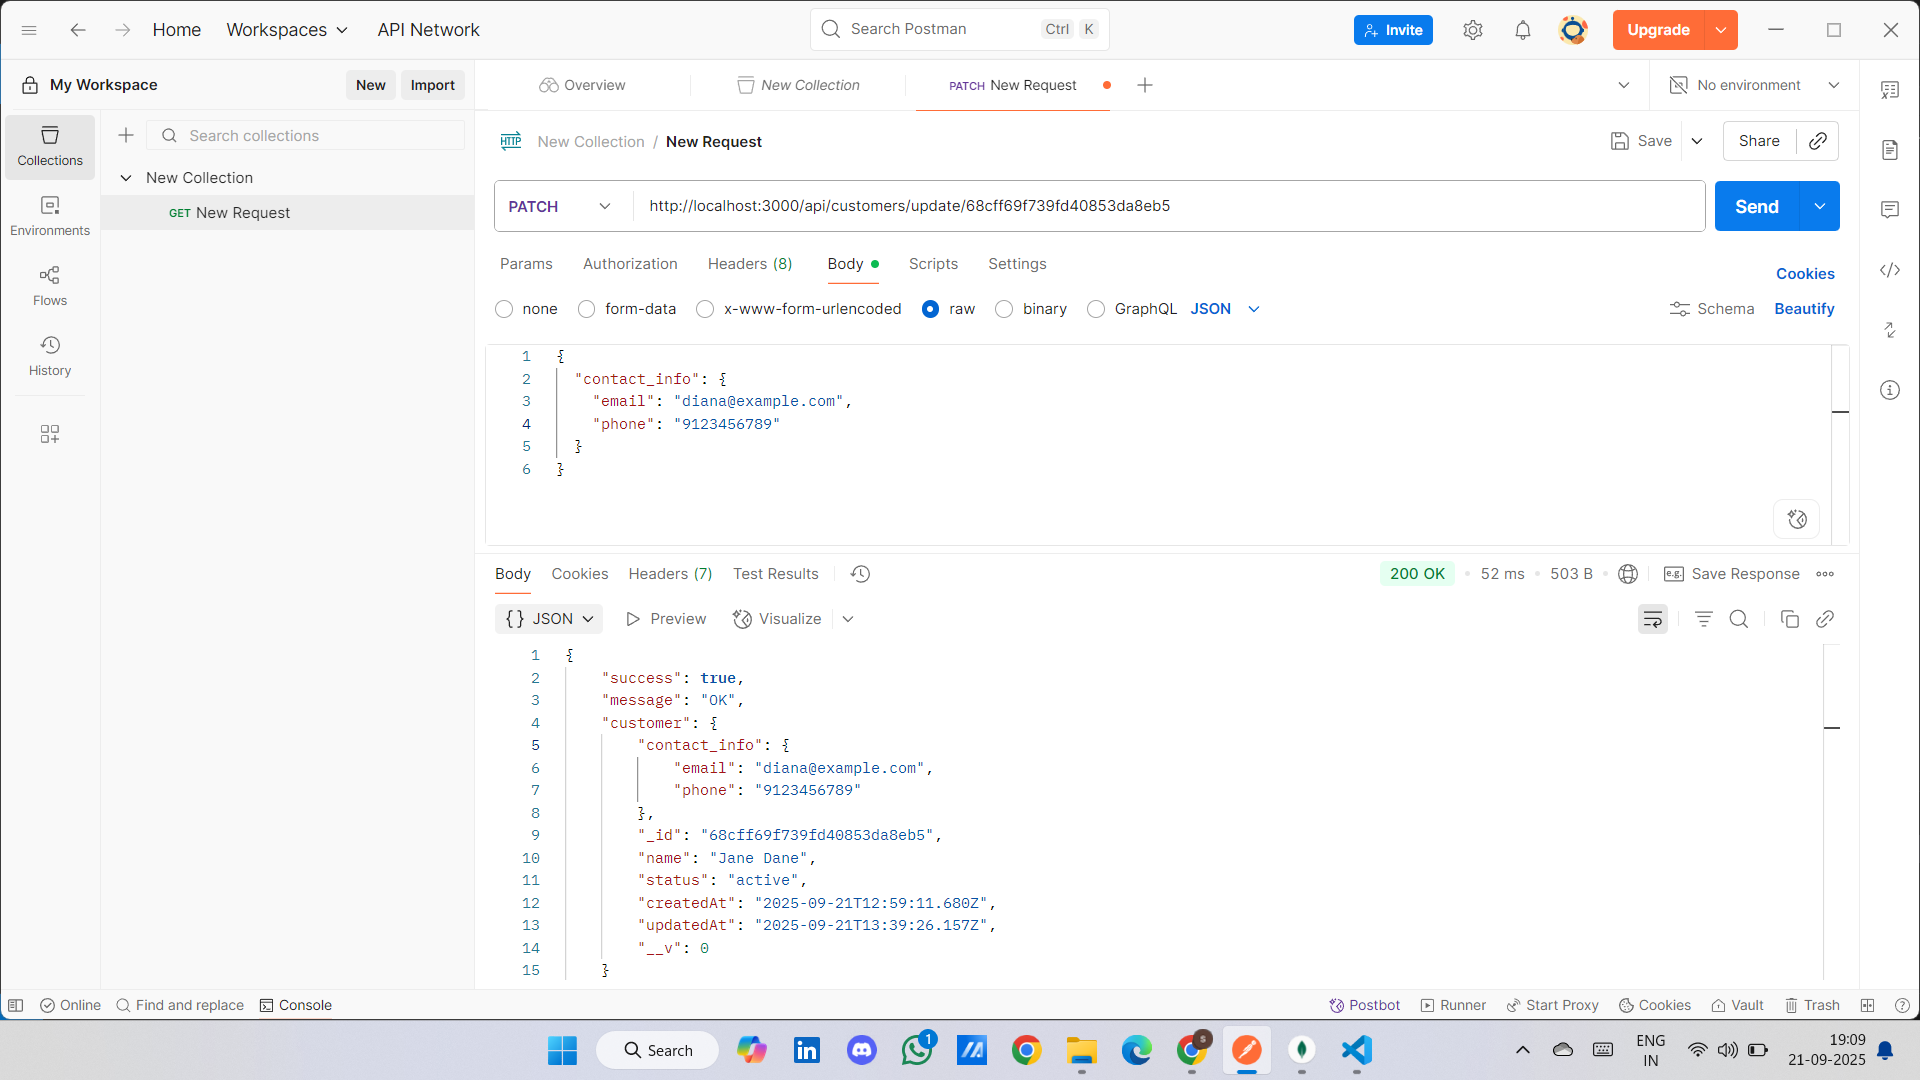 Home Workspaces API Network Search Postman Ctrl K Invite Upgrade
My Workspace New Import Overview New Collection PATCH New Request No environment
Collections
Environments
Flows
History
Search collections
New Collection
GET New Request
HTTP New Collection / New Request Save Share
PATCH http://localhost:3000/api/customers/update/68cff69f739fd40853da8eb5 Send
Params Authorization Headers (8) Body Scripts Settings Cookies
none form-data x-www-form-urlencoded raw binary GraphQL JSON Schema Beautify
1 {
2 "contact_info": {
3 "email": "diana@example.com",
4 "phone": "9123456789"
5 }
6 }
Body Cookies Headers (7) Test Results 200 OK 52 ms 503 B e.g. Save Response
{} JSON Preview Visualize
1 {
2 "success": true,
3 "message": "OK",
4 "customer": {
5 "contact_info": {
6 "email": "diana@example.com",
7 "phone": "9123456789"
8 },
9 "_id": "68cff69f739fd40853da8eb5",
10 "name": "Jane Dane",
11 "status": "active",
12 "createdAt": "2025-09-21T12:59:11.680Z",
13 "updatedAt": "2025-09-21T13:39:26.157Z",
14 "__v": 0
15 }
Online Find and replace Console Postbot Runner Start Proxy Cookies Vault Trash
Search 1 S ENG 19:09
IN 21-09-2025